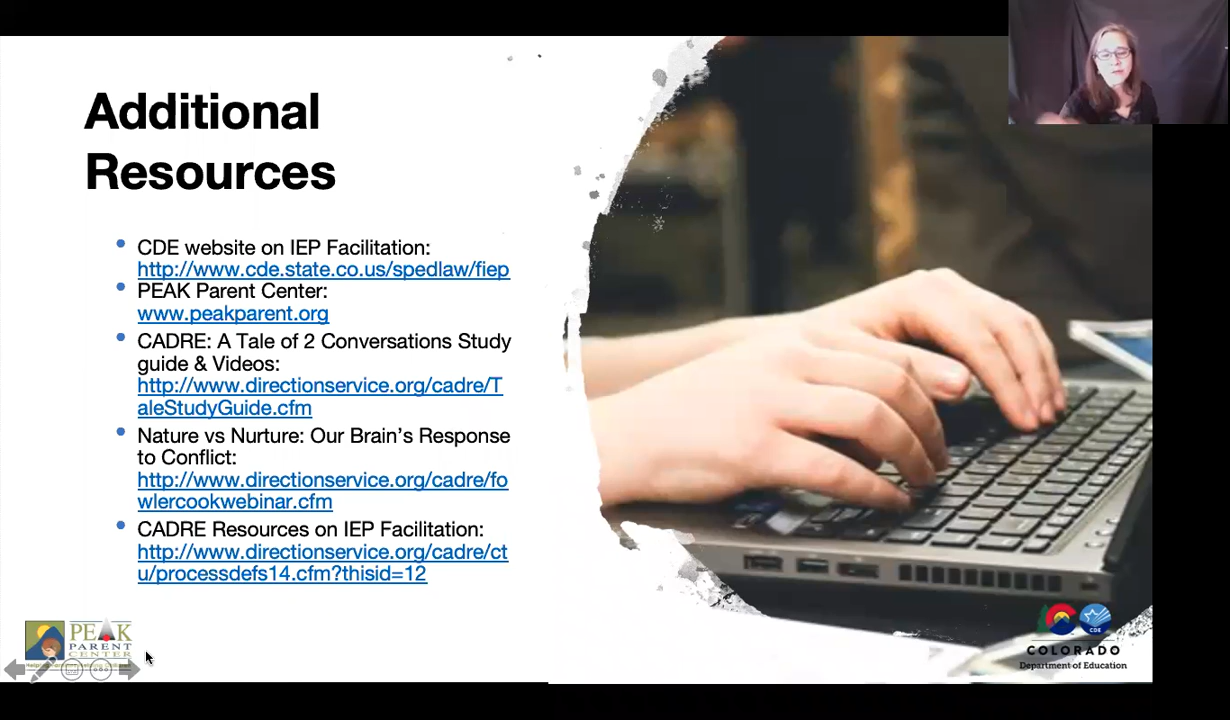 Additional
Resources
CDE website on IEP Facilitation:
http://www.cde.state.co.us/spedlaw/fiep
PEAK Parent Center:
www.peakparent.org
CADRE: A Tale of 2 Conversations Study
guide & Videos:
http://www.directionservice.org/cadre/T
aleStudyGuide.cfm
Nature vs Nurture: Our Brain's Response
to Conflict:
http://www.directionservice.org/cadre/fo
wlercookwebinar.cfm
CADRE Resources on IEP Facilitation:
http://www.directionservice.org/cadre/ct
u/processdefs14.cfm?thisid=12
PEAK
PARENT
CENTER
CDE
COLORADO
Department of Education